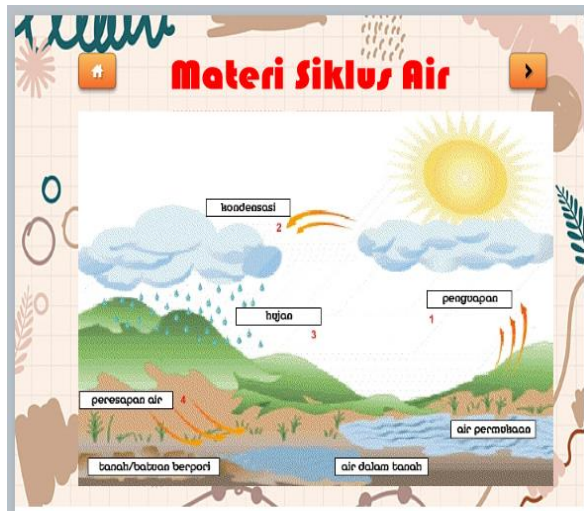 Materi Siklus Air
kondensasi
2
penguapan
1
hujan
3
peresapan air
4
air permukaan
tanah/batuan berpori
air dalam tanah